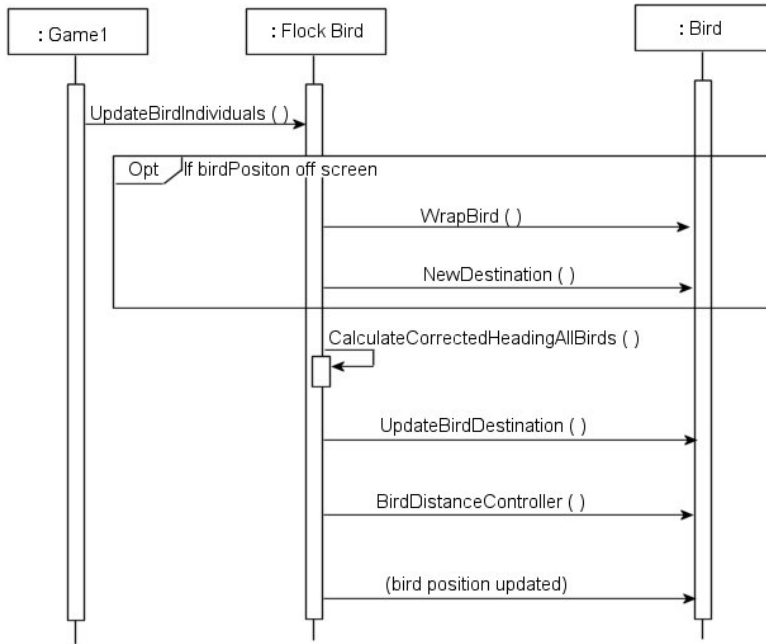 : Game1
: Flock Bird
: Bird
UpdateBirdIndividuals ( )
Opt
If birdPositon off screen
WrapBird ( )
NewDestination ( )
CalculateCorrectedHeadingAllBirds ( )
UpdateBirdDestination ( )
BirdDistanceController ( )
(bird position updated)